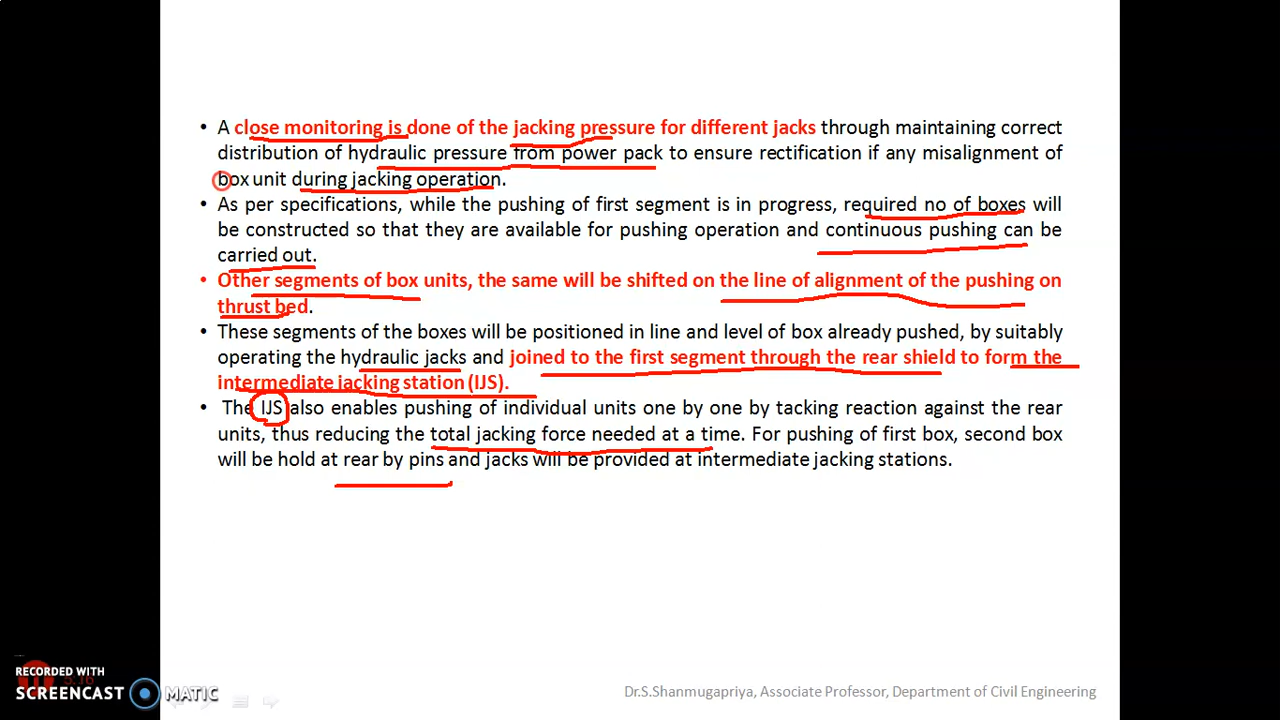 • A close monitoring is done of the jacking pressure for different jacks through maintaining correct
distribution of hydraulic pressure from power pack to ensure rectification if any misalignment of
box unit during jacking operation.
• As per specifications, while the pushing of first segment is in progress, required no of boxes will
be constructed so that they are available for pushing operation and continuous pushing can be
carried out.
• Other segments of box units, the same will be shifted on the line of alignment of the pushing on
thrust bed.
• These segments of the boxes will be positioned in line and level of box already pushed, by suitably
operating the hydraulic jacks and joined to the first segment through the rear shield to form the
intermediate jacking station (IJS).
• The IJS also enables pushing of individual units one by one by tacking reaction against the rear
units, thus reducing the total jacking force needed at a time. For pushing of first box, second box
will be hold at rear by pins and jacks will be provided at intermediate jacking stations.
RECORDED WITH
SCREENCAST MATIC
Dr.S.Shanmugapriya, Associate Professor, Department of Civil Engineering